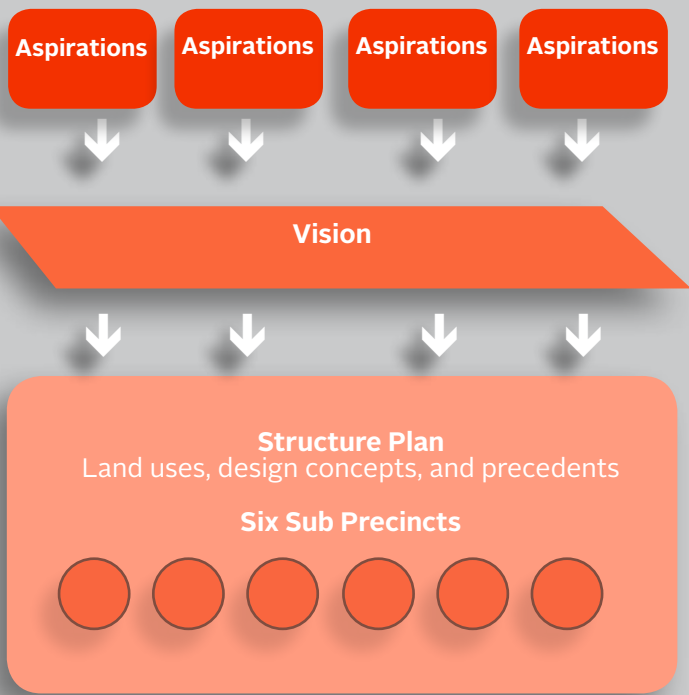 Aspirations
Aspirations
Aspirations
Aspirations
Vision
Structure Plan
Land uses, design concepts, and precedents
Six Sub Precincts